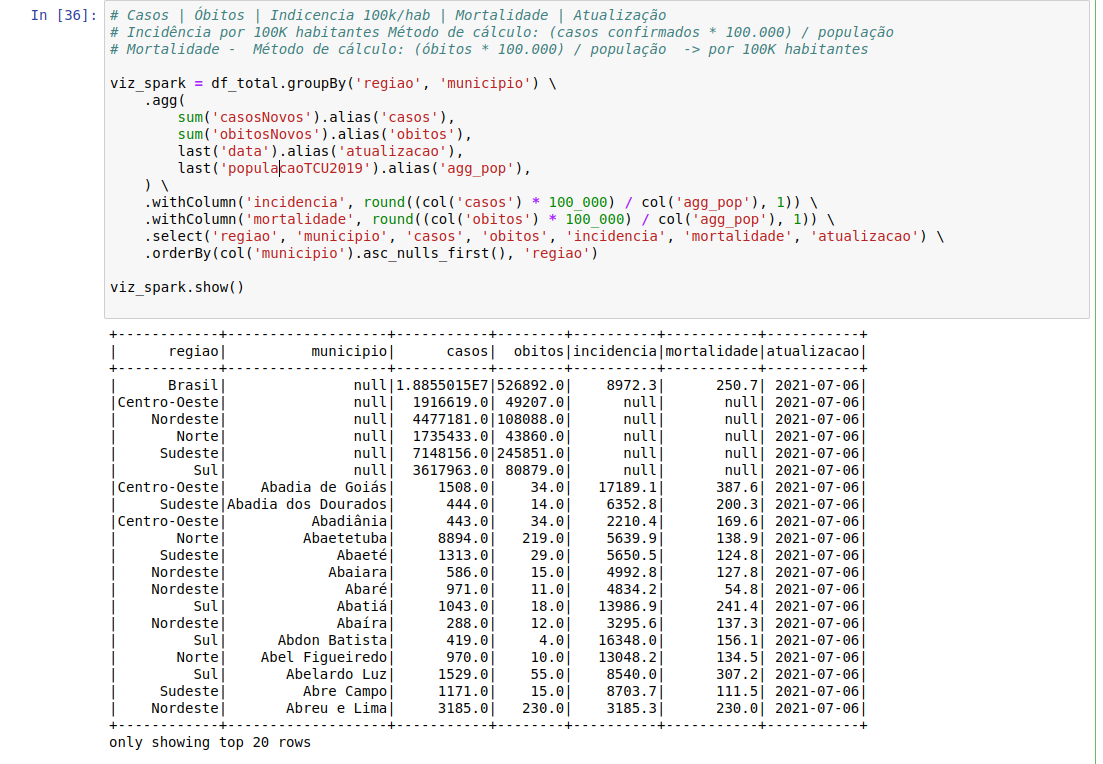 In [36]: # Casos | Óbitos | Indicencia 100k/hab | Mortalidade | Atualização
# Incidência por 100K habitantes Método de cálculo: (casos confirmados * 100.000) / população
# Mortalidade -  Método de cálculo: (óbitos * 100.000) / população  -> por 100K habitantes

viz_spark = df_total.groupBy('regiao', 'municipio') \
    .agg(
        sum('casosNovos').alias('casos'),
        sum('obitosNovos').alias('obitos'),
        last('data').alias('atualizacao'),
        last('populacaoTCU2019').alias('agg_pop'),
    ) \
    .withColumn('incidencia', round((col('casos') * 100_000) / col('agg_pop'), 1)) \
    .withColumn('mortalidade', round((col('obitos') * 100_000) / col('agg_pop'), 1)) \
    .select('regiao', 'municipio', 'casos', 'obitos', 'incidencia', 'mortalidade', 'atualizacao') \
    .orderBy(col('municipio').asc_nulls_first(), 'regiao')

viz_spark.show()

+------------+-------------------+-----------+--------+----------+-----------+-----------+
|      regiao|          municipio|      casos|  obitos|incidencia|mortalidade|atualizacao|
+------------+-------------------+-----------+--------+----------+-----------+-----------+
|      Brasil|               null|1.8855015E7|526892.0|    8972.3|      250.7| 2021-07-06|
|Centro-Oeste|               null|  1916619.0| 49207.0|      null|       null| 2021-07-06|
|    Nordeste|               null|  4477181.0|108088.0|      null|       null| 2021-07-06|
|       Norte|               null|  1735433.0| 43860.0|      null|       null| 2021-07-06|
|     Sudeste|               null|  7148156.0|245851.0|      null|       null| 2021-07-06|
|         Sul|               null|  3617963.0| 80879.0|      null|       null| 2021-07-06|
|Centro-Oeste|    Abadia de Goiás|     1508.0|    34.0|   17189.1|      387.6| 2021-07-06|
|     Sudeste|Abadia dos Dourados|      444.0|    14.0|    6352.8|      200.3| 2021-07-06|
|Centro-Oeste|          Abadiânia|      443.0|    34.0|    2210.4|      169.6| 2021-07-06|
|       Norte|         Abaetetuba|     8894.0|   219.0|    5639.9|      138.9| 2021-07-06|
|     Sudeste|             Abaeté|     1313.0|    29.0|    5650.5|      124.8| 2021-07-06|
|    Nordeste|            Abaiara|      586.0|    15.0|    4992.8|      127.8| 2021-07-06|
|    Nordeste|              Abaré|      971.0|    11.0|    4834.2|       54.8| 2021-07-06|
|         Sul|             Abatiá|     1043.0|    18.0|   13986.9|      241.4| 2021-07-06|
|    Nordeste|             Abaíra|      288.0|    12.0|    3295.6|      137.3| 2021-07-06|
|         Sul|      Abdon Batista|      419.0|     4.0|   16348.0|      156.1| 2021-07-06|
|       Norte|    Abel Figueiredo|      970.0|    10.0|   13048.2|      134.5| 2021-07-06|
|         Sul|       Abelardo Luz|     1529.0|    55.0|    8540.0|      307.2| 2021-07-06|
|     Sudeste|         Abre Campo|     1171.0|    15.0|    8703.7|      111.5| 2021-07-06|
|    Nordeste|       Abreu e Lima|     3185.0|   230.0|    3185.3|      230.0| 2021-07-06|
+------------+-------------------+-----------+--------+----------+-----------+-----------+
only showing top 20 rows